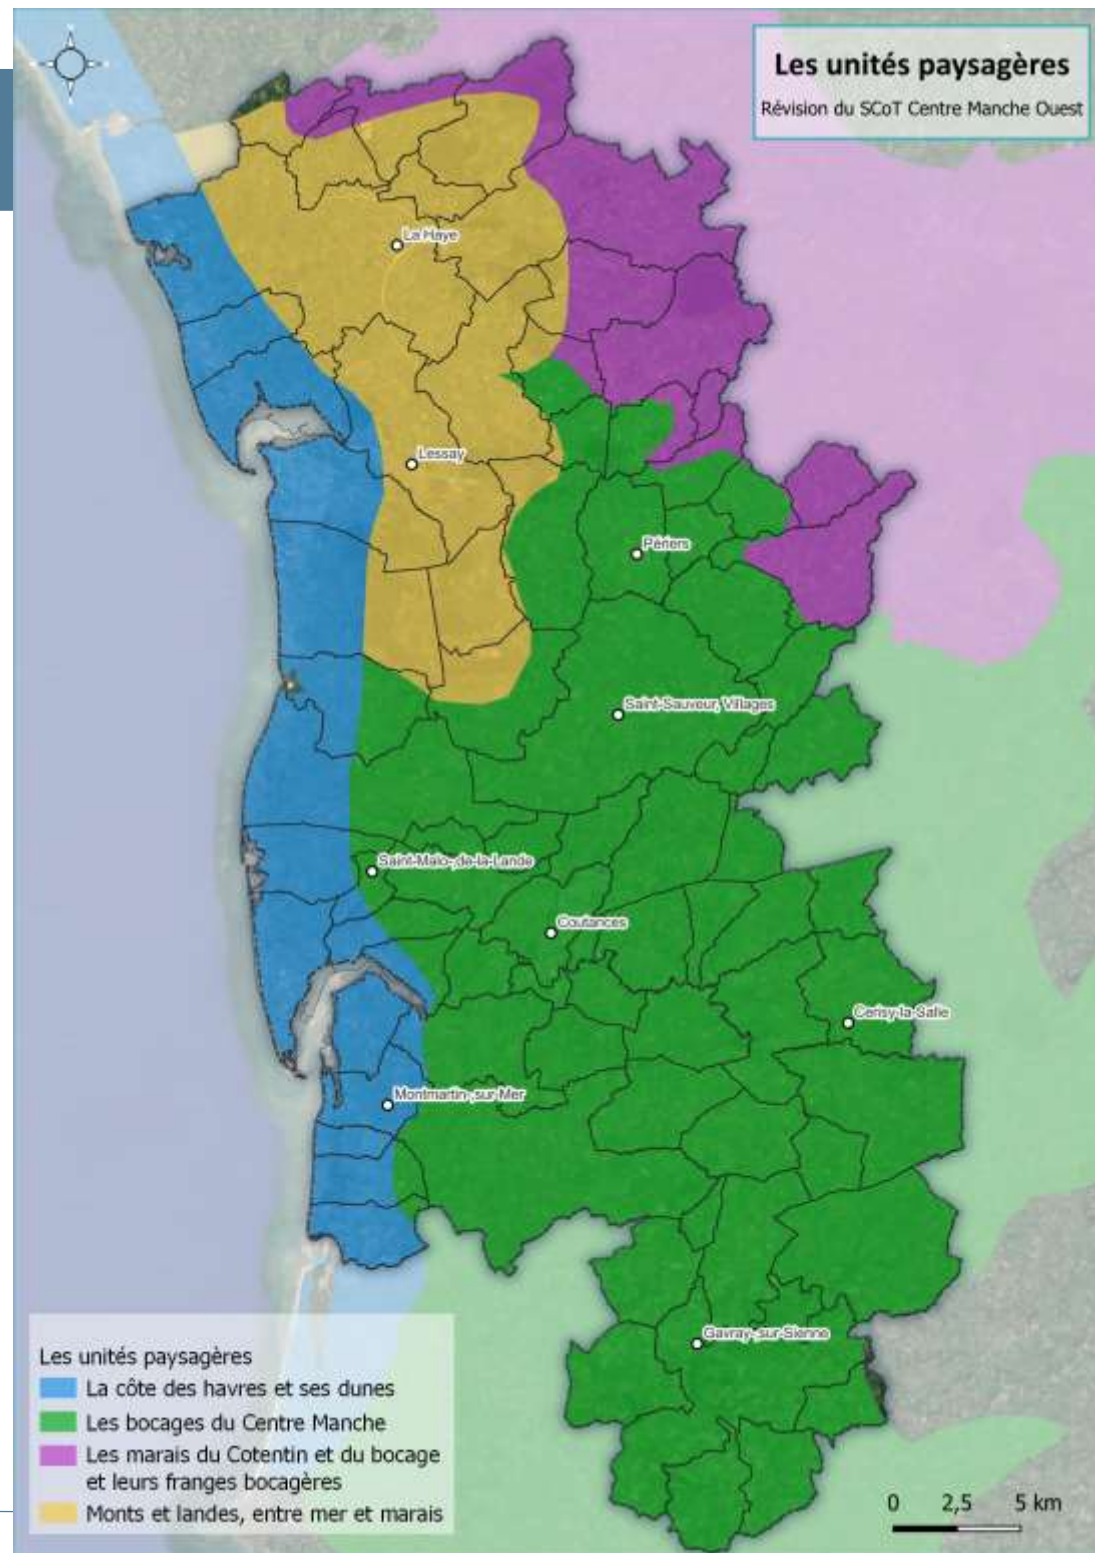 Les unités paysagères
Révision du SCoT Centre Manche Ouest
La Haye
Lessay
Périers
Saint-Sauveur, Villages
Saint-Malo-,de-la-Lande
Coutances
Cerisy-la-Salle
Montmartin-,sur-Mer
Gavray-,sur-Sienne
Les unités paysagères
La côte des havres et ses dunes
Les bocages du Centre Manche
Les marais du Cotentin et du bocage
et leurs franges bocagères
Monts et landes, entre mer et marais
0 2,5 5 km